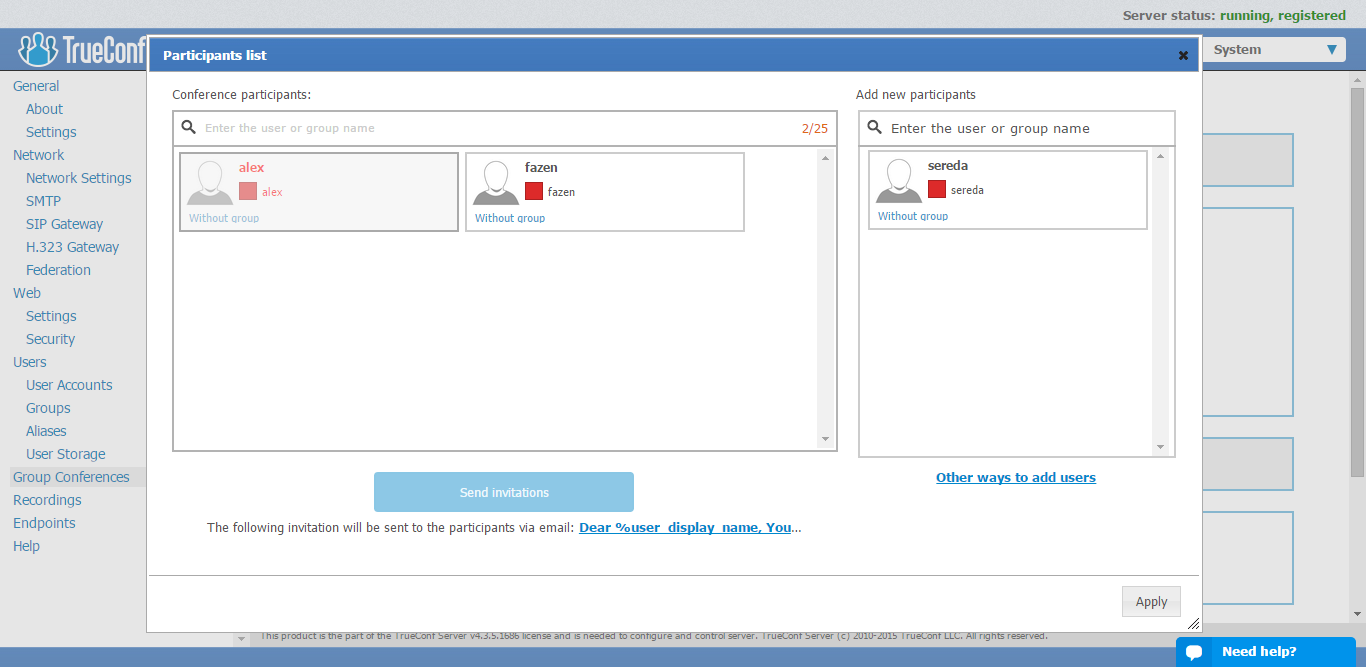 Server status: running, registered
TrueConf
Participants list
System
General
About
Settings
Network
Network Settings
SMTP
SIP Gateway
H.323 Gateway
Federation
Web
Settings
Security
Users
User Accounts
Groups
Aliases
User Storage
Group Conferences
Recordings
Endpoints
Help
Conference participants:
Enter the user or group name
2/25
alex
alex
Without group
fazen
fazen
Without group
Send invitations
The following invitation will be sent to the participants via email: Dear %user_display_name, You...
Add new participants
Enter the user or group name
sereda
sereda
Without group
Other ways to add users
Apply
This product is the part of the TrueConf Server v4.3.5.1686 license and is needed to configure and control server. TrueConf Server (c) 2010-2015 TrueConf LLC. All rights reserved.
Need help?